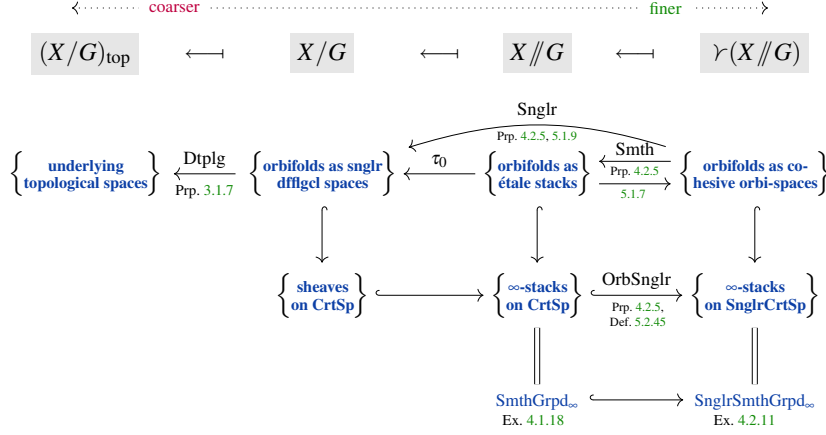 coarser finer
(X/G)top ⟻ X/G ⟻ X⫽G ⟻ ϒ(X⫽G)
Snglr
Prp. 4.2.5, 5.1.9
{ underlying topological spaces }
Dtplg
Prp. 3.1.7
{ orbifolds as snglr dfflgcl spaces }
τ0
{ orbifolds as étale stacks }
Smth
Prp. 4.2.5
5.1.7
{ orbifolds as co-hesive orbi-spaces }
{ sheaves on CrtSp }
{ ∞-stacks on CrtSp }
OrbSnglr
Prp. 4.2.5,
Def. 5.2.45
{ ∞-stacks on SnglrCrtSp }
SmthGrpd∞ SnglrSmthGrpd∞
Ex. 4.1.18 Ex. 4.2.11